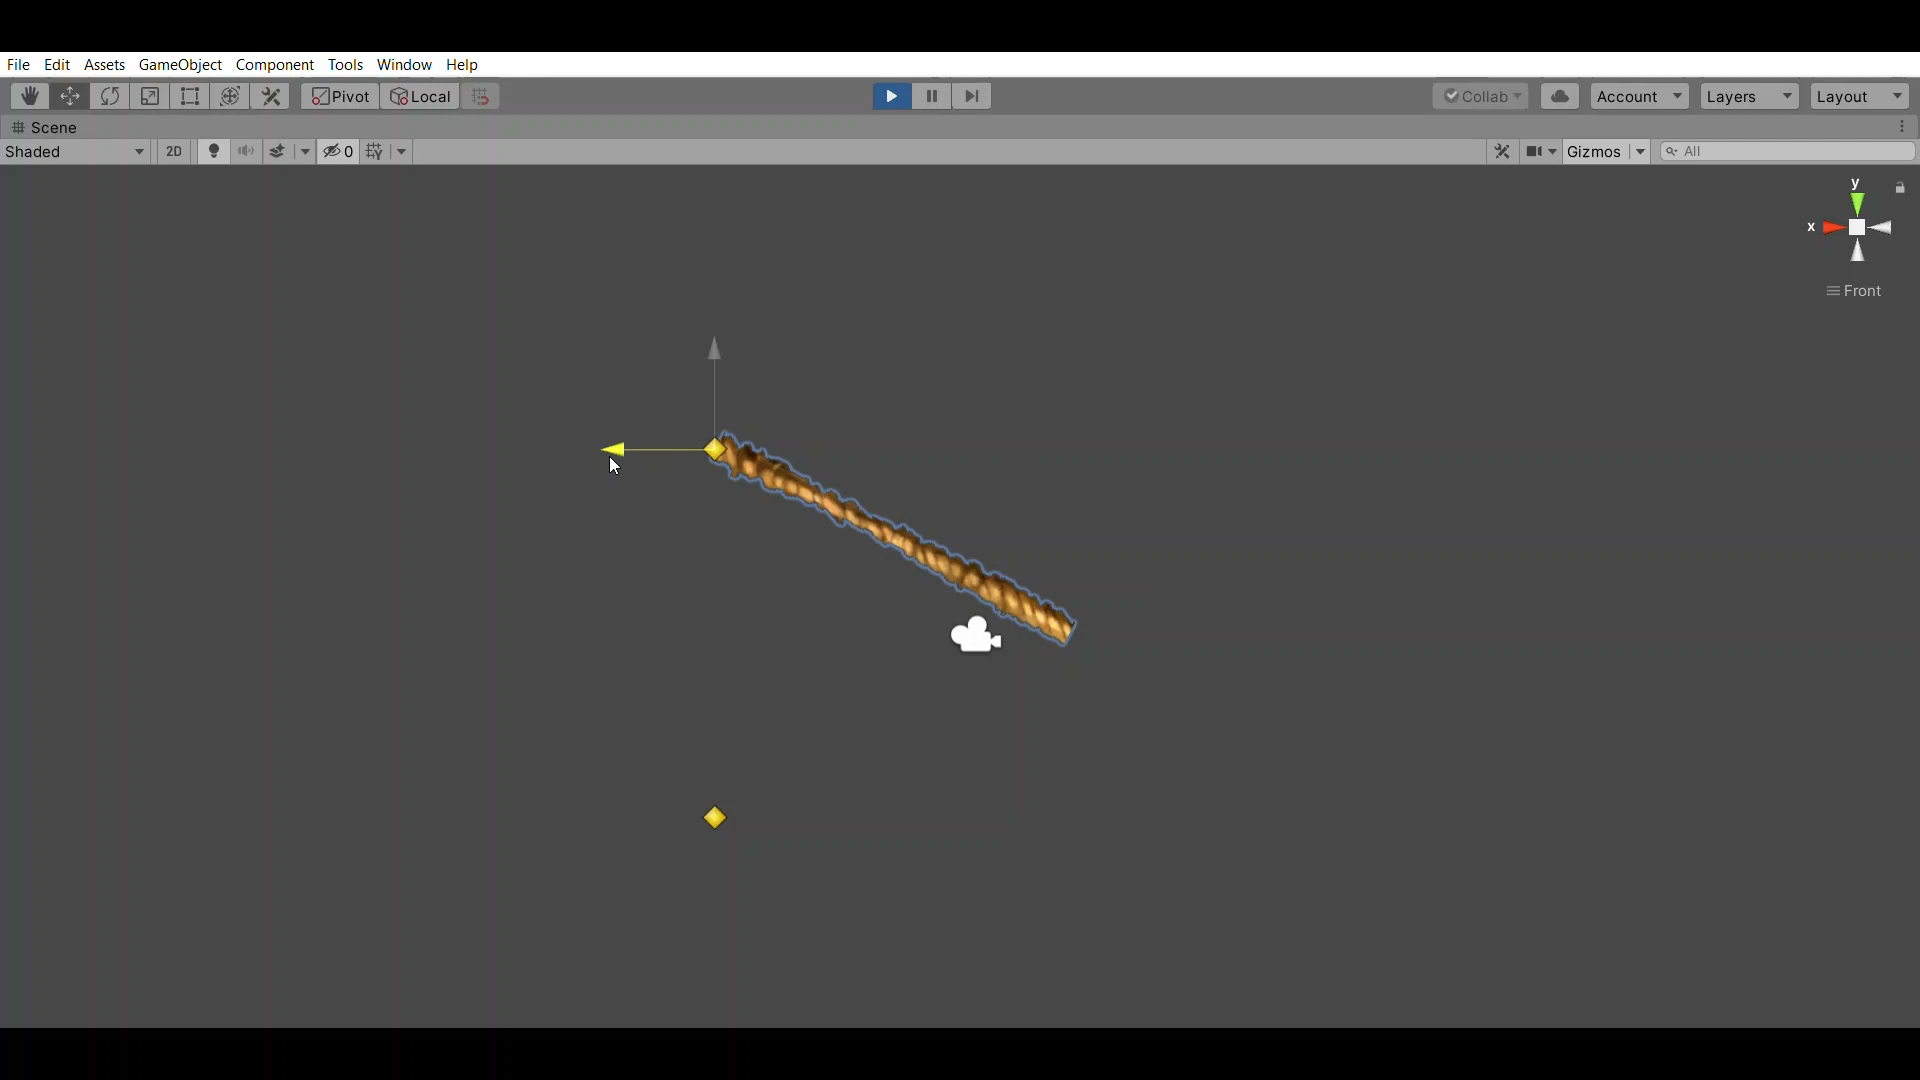 File Edit Assets GameObject Component Tools Window Help
Pivot Local Collab Account Layers Layout
Scene
Shaded 2D 0 Gizmos All
y
x
Front